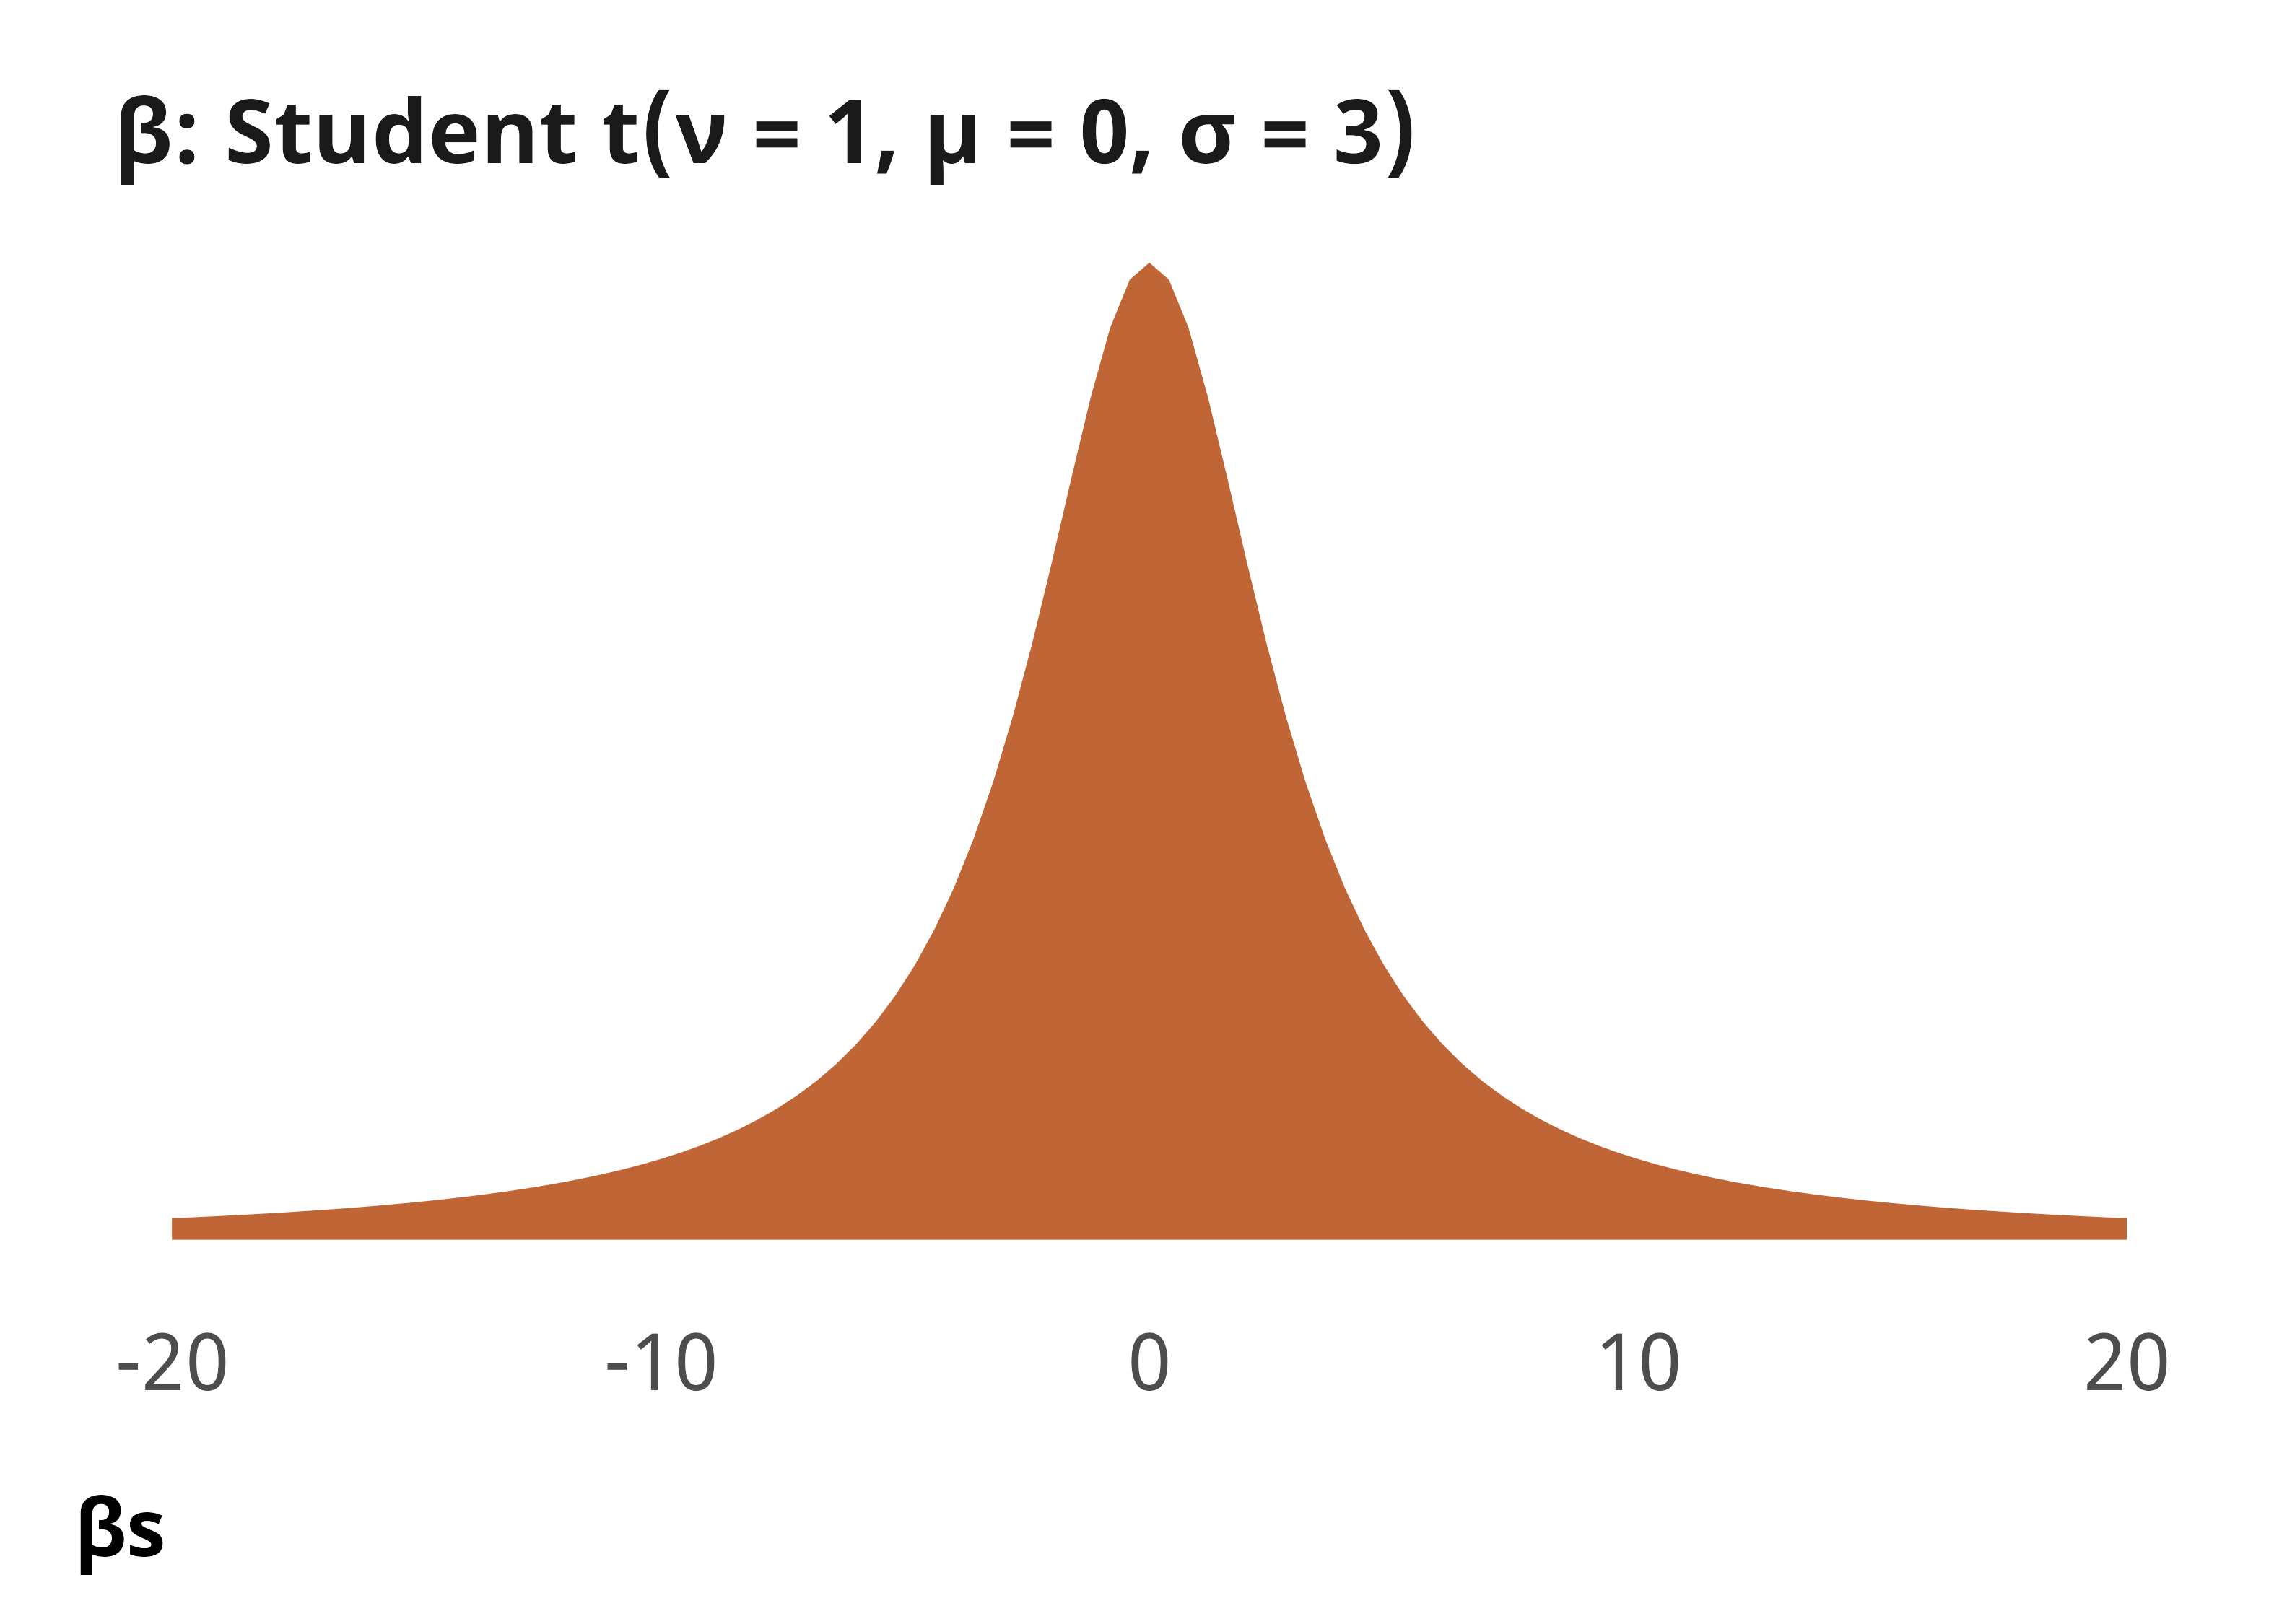 β: Student t(ν = 1, μ = 0, σ = 3)
-20 -10 0 10 20
βs